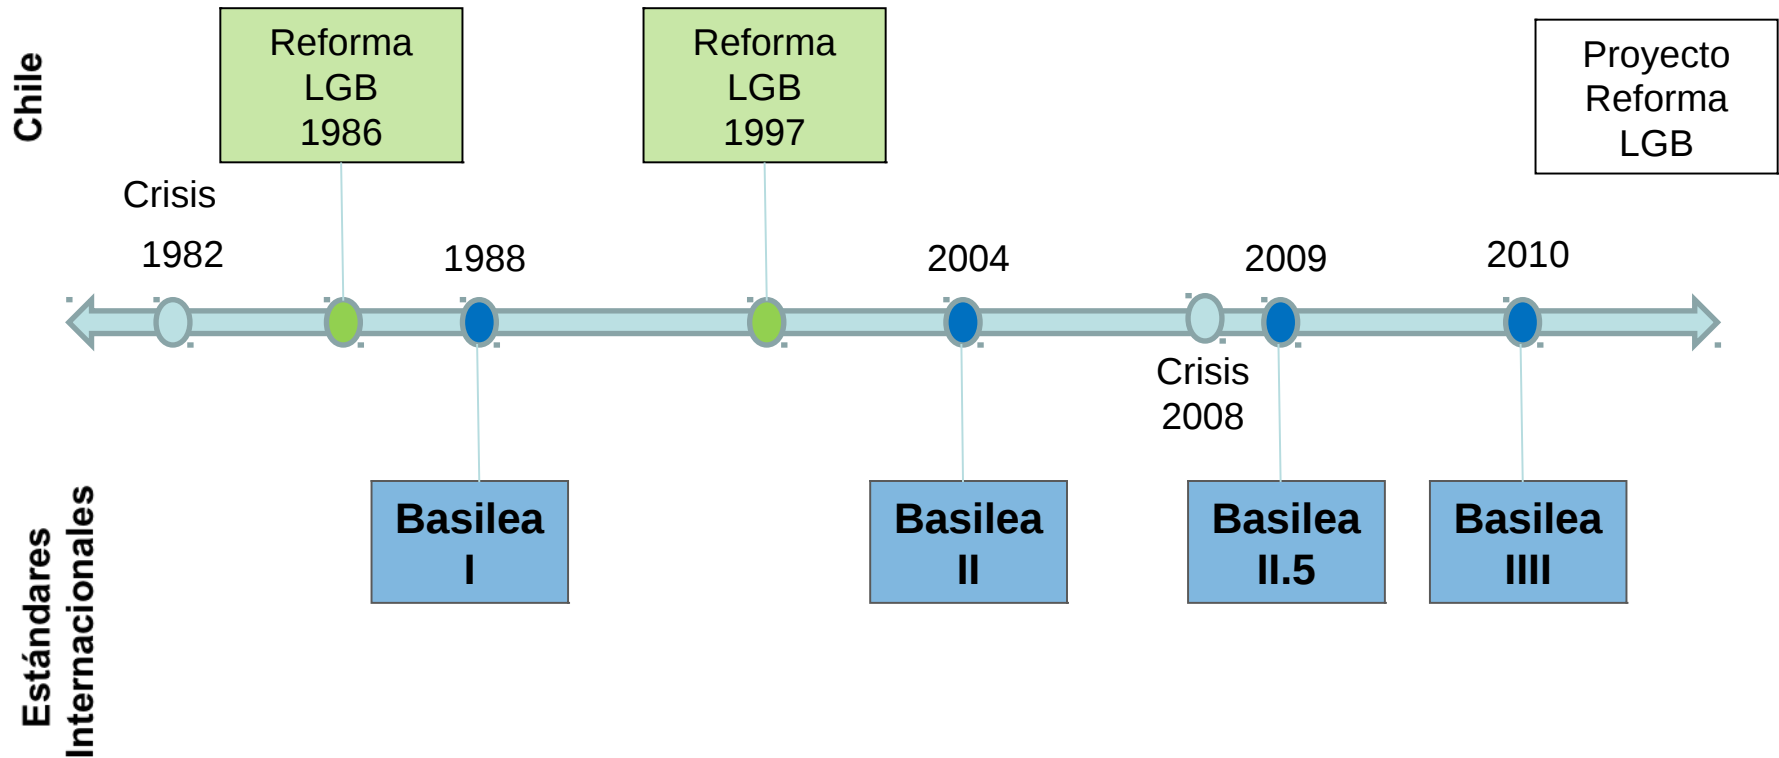 Chile
Reforma
LGB
1986
Reforma
LGB
1997
Proyecto
Reforma
LGB
Crisis
1982
1988
2004
2009
2010
Crisis
2008
Estándares
Internacionales
Basilea
I
Basilea
II
Basilea
II.5
Basilea
IIII